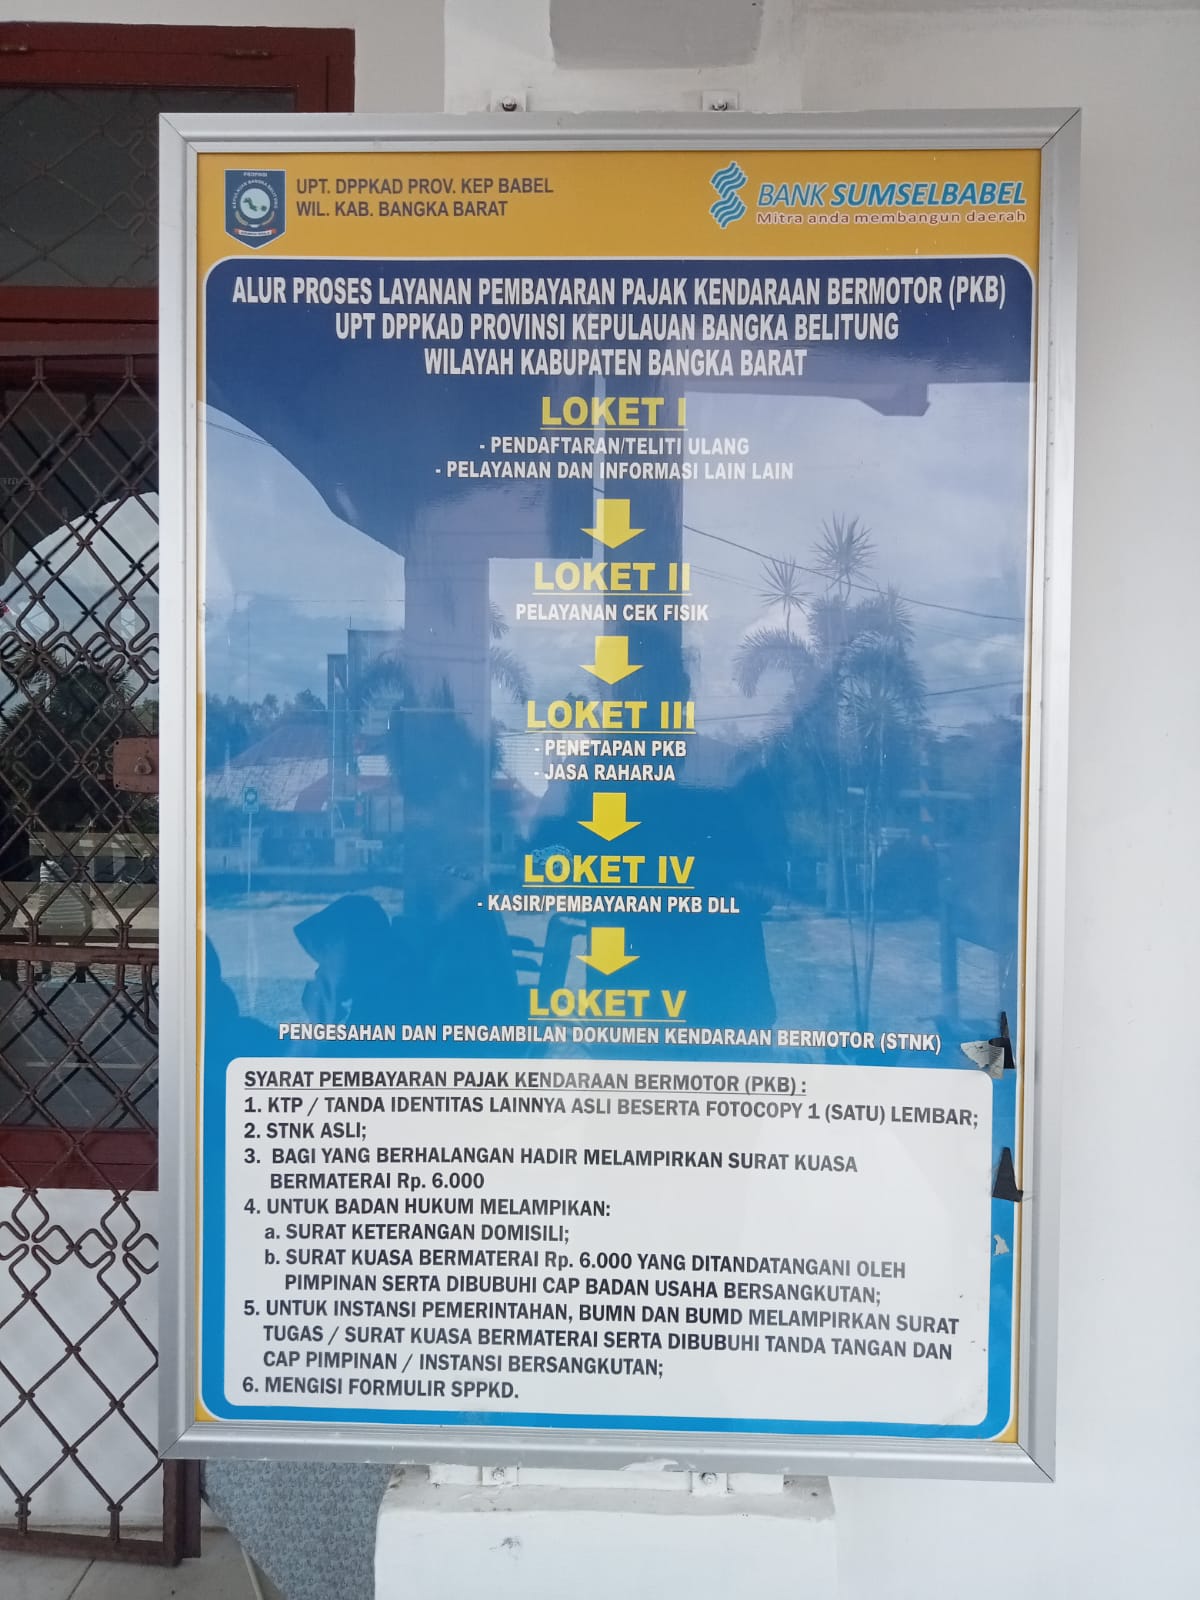 PROPINSI
KEPULAUAN BANGKA BELITUNG
UPT. DPPKAD PROV. KEP BABEL
WIL. KAB. BANGKA BARAT
BANK SUMSELBABEL
Mitra anda membangun daerah
ALUR PROSES LAYANAN PEMBAYARAN PAJAK KENDARAAN BERMOTOR (PKB)
UPT DPPKAD PROVINSI KEPULAUAN BANGKA BELITUNG
WILAYAH KABUPATEN BANGKA BARAT
LOKET I
- PENDAFTARAN/TELITI ULANG
- PELAYANAN DAN INFORMASI LAIN LAIN
LOKET II
PELAYANAN CEK FISIK
LOKET III
- PENETAPAN PKB
- JASA RAHARJA
LOKET IV
- KASIR/PEMBAYARAN PKB DLL
LOKET V
PENGESAHAN DAN PENGAMBILAN DOKUMEN KENDARAAN BERMOTOR (STNK)
SYARAT PEMBAYARAN PAJAK KENDARAAN BERMOTOR (PKB) :
1. KTP / TANDA IDENTITAS LAINNYA ASLI BESERTA FOTOCOPY 1 (SATU) LEMBAR;
2. STNK ASLI;
3. BAGI YANG BERHALANGAN HADIR MELAMPIRKAN SURAT KUASA
BERMATERAI Rp. 6.000
4. UNTUK BADAN HUKUM MELAMPIKAN:
a. SURAT KETERANGAN DOMISILI;
b. SURAT KUASA BERMATERAI Rp. 6.000 YANG DITANDATANGANI OLEH
PIMPINAN SERTA DIBUBUHI CAP BADAN USAHA BERSANGKUTAN;
5. UNTUK INSTANSI PEMERINTAHAN, BUMN DAN BUMD MELAMPIRKAN SURAT
TUGAS / SURAT KUASA BERMATERAI SERTA DIBUBUHI TANDA TANGAN DAN
CAP PIMPINAN / INSTANSI BERSANGKUTAN;
6. MENGISI FORMULIR SPPKD.